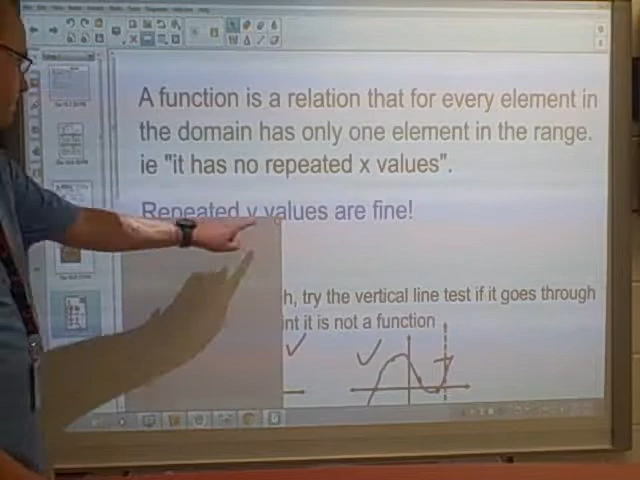 A function is a relation that for every element in
the domain has only one element in the range.
ie "it has no repeated x values".
Repeated y values are fine!
h, try the vertical line test if it goes through
int it is not a function